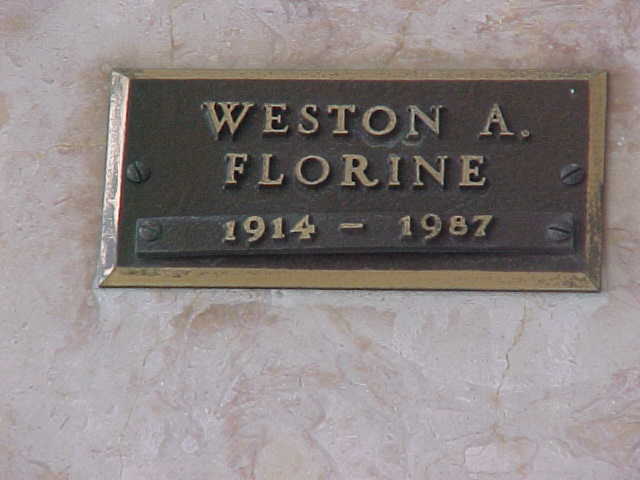 WESTON A.
FLORINE
1914 - 1987